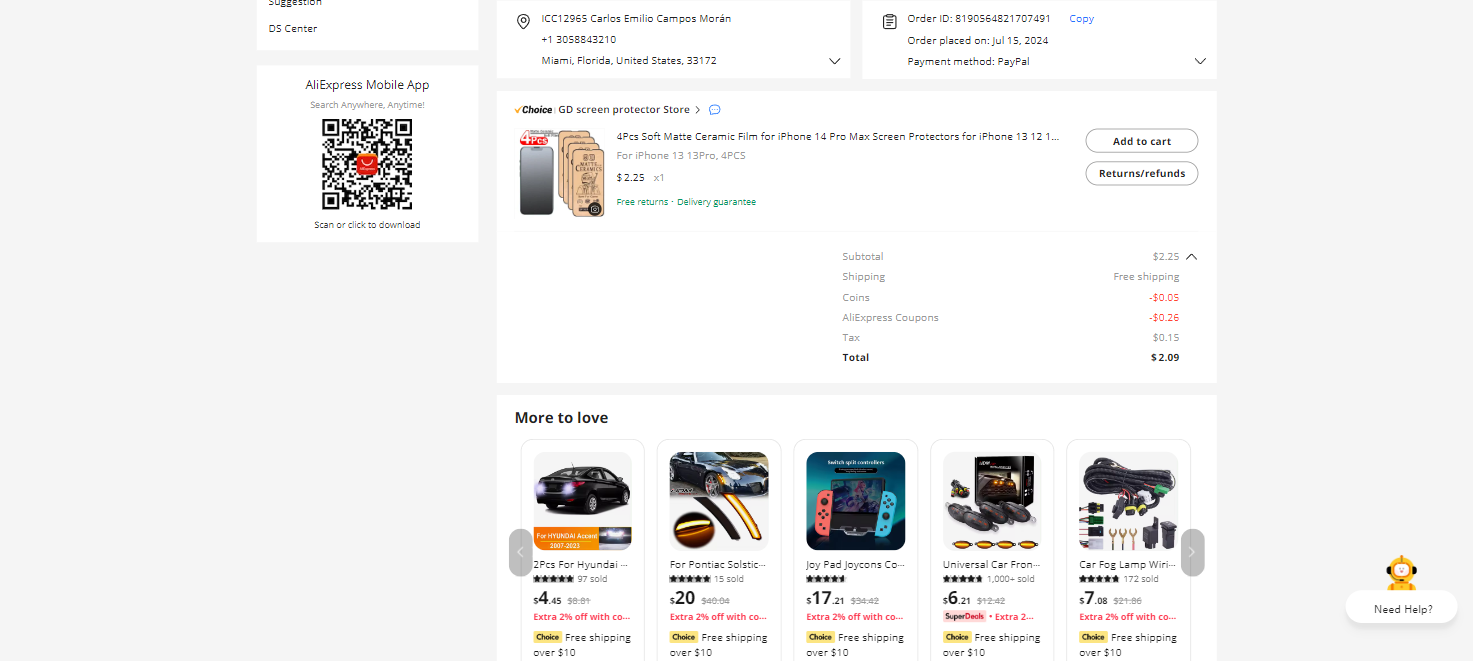 Suggestion
DS Center
AliExpress Mobile App
Search Anywhere, Anytime!
Scan or click to download
ICC12965 Carlos Emilio Campos Morán
+1 3058843210
Miami, Florida, United States, 33172
Order ID: 8190564821707491 Copy
Order placed on: Jul 15, 2024
Payment method: PayPal
Choice GD screen protector Store
4Pcs
MATTE CERAMICS
4Pcs Soft Matte Ceramic Film for iPhone 14 Pro Max Screen Protectors for iPhone 13 12 1...
For iPhone 13 13Pro, 4PCS
$2.25 x1
Free returns · Delivery guarantee
Add to cart
Returns/refunds
Subtotal $2.25
Shipping Free shipping
Coins -$0.05
AliExpress Coupons -$0.26
Tax $0.15
Total $2.09
More to love
For HYUNDAI Accent
2007-2023
2Pcs For Hyundai ...
97 sold
$4.45 $8.81
Extra 2% off with co...
Choice Free shipping
over $10
For Pontiac Solstic...
15 sold
$20 $40.04
Extra 2% off with co...
Choice Free shipping
over $10
Switch split controllers
Joy Pad Joycons Co...
$17.21 $34.42
Extra 2% off with co...
Choice Free shipping
over $10
Universal Car Fron...
1,000+ sold
$6.21 $12.42
SuperDeals • Extra 2...
Choice Free shipping
over $10
Car Fog Lamp Wiri...
172 sold
$7.08 $21.86
Extra 2% off with co...
Choice Free shipping
over $10
Need Help?